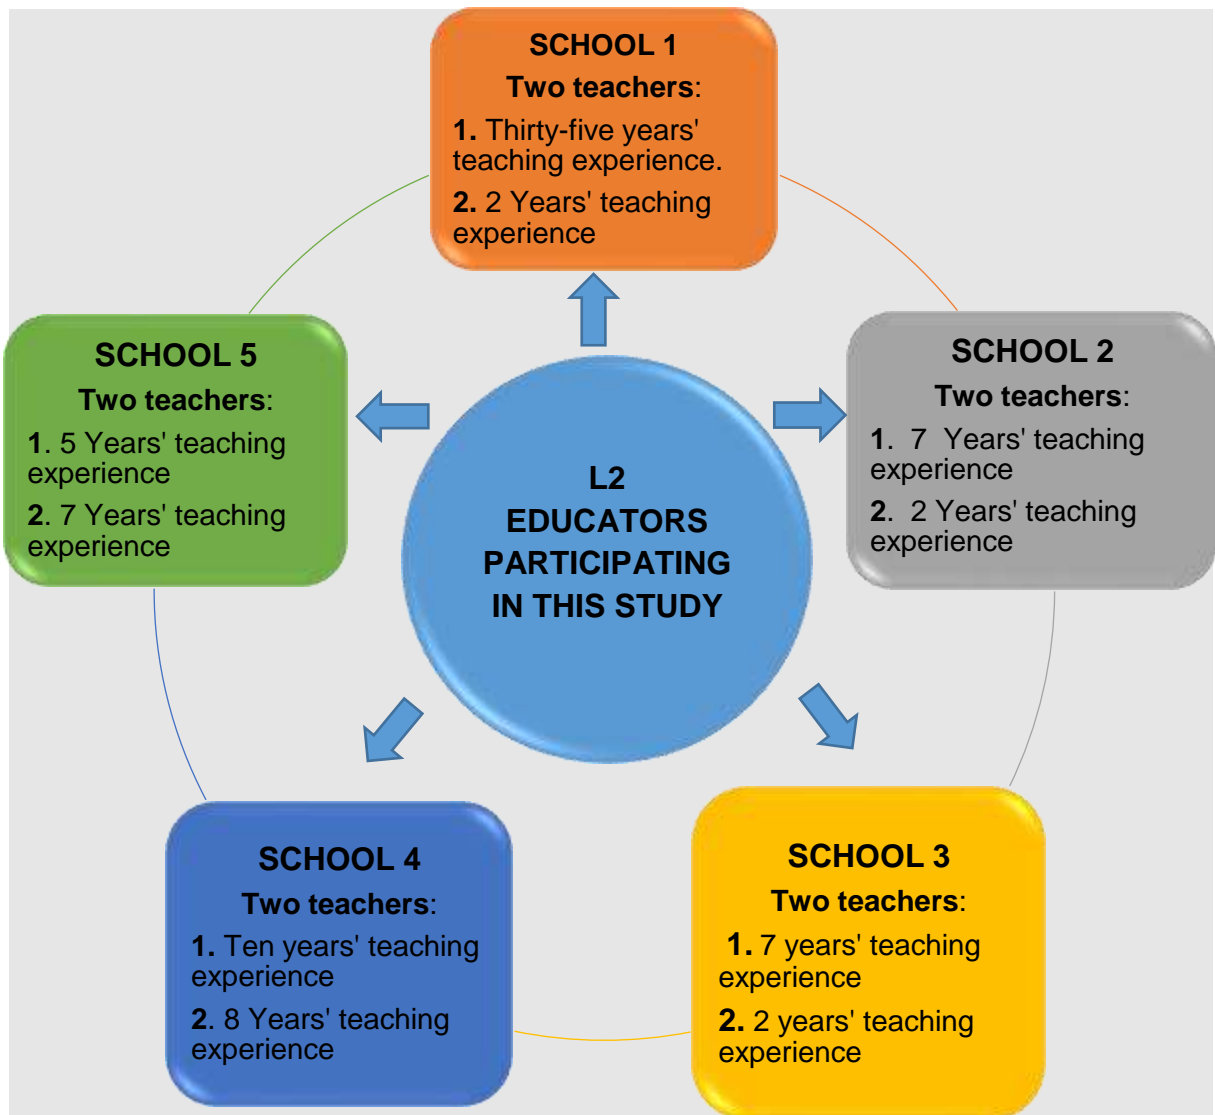 SCHOOL 1
Two teachers:
1. Thirty-five years'
teaching experience.
2. 2 Years' teaching
experience
SCHOOL 2
Two teachers:
1. 7 Years' teaching
experience
2. 2 Years' teaching
experience
SCHOOL 3
Two teachers:
1. 7 years' teaching
experience
2. 2 years' teaching
experience
SCHOOL 4
Two teachers:
1. Ten years' teaching
experience
2. 8 Years' teaching
experience
SCHOOL 5
Two teachers:
1. 5 Years' teaching
experience
2. 7 Years' teaching
experience
L2
EDUCATORS
PARTICIPATING
IN THIS STUDY